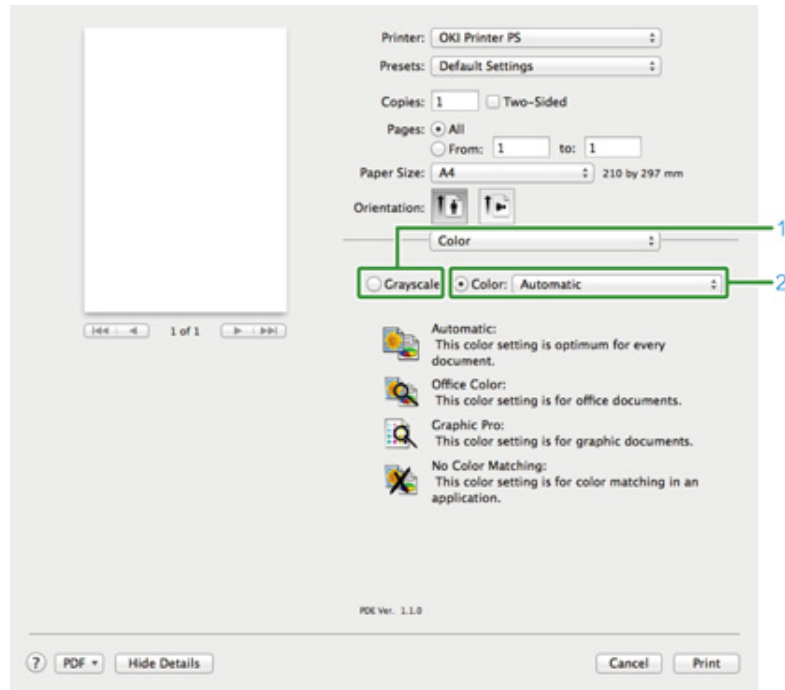 Printer: OKI Printer PS
Presets: Default Settings
Copies: 1 Two-Sided
Pages: All
From: 1 to: 1
Paper Size: A4 210 by 297 mm
Orientation:
Color
1
Grayscale Color: Automatic
2
1 of 1
Automatic:
This color setting is optimum for every
document.
Office Color:
This color setting is for office documents.
Graphic Pro:
This color setting is for graphic documents.
No Color Matching:
This color setting is for color matching in an
application.
PDE Ver. 1.1.0
? PDF Hide Details Cancel Print